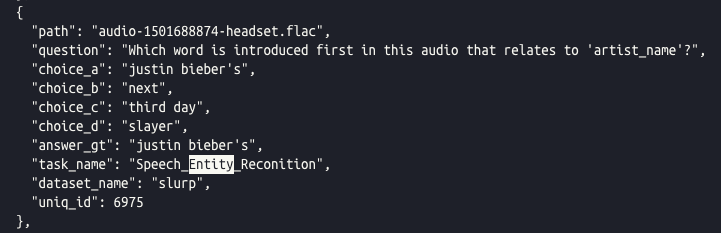 {
"path": "audio-1501688874-headset.flac",
"question": "Which word is introduced first in this audio that relates to 'artist_name'?",
"choice_a": "justin bieber's",
"choice_b": "next",
"choice_c": "third day",
"choice_d": "slayer",
"answer_gt": "justin bieber's",
"task_name": "Speech_Entity_Reconition",
"dataset_name": "slurp",
"uniq_id": 6975
},